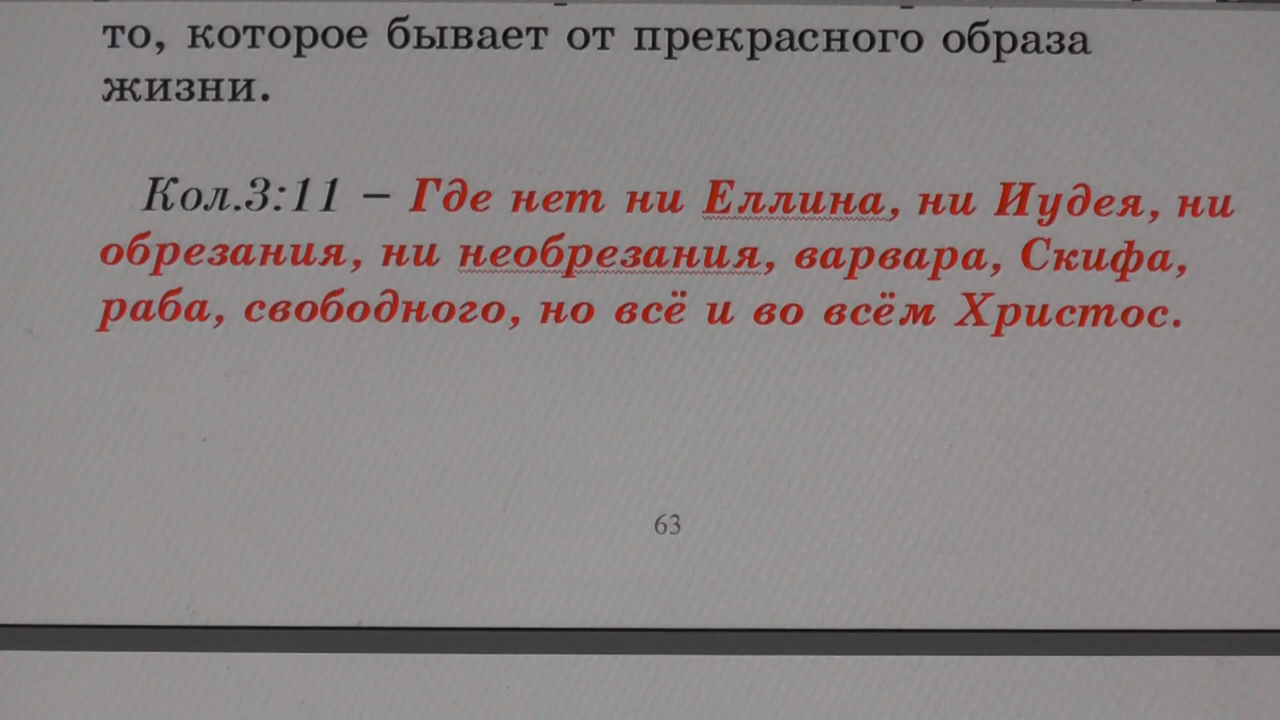 то, которое бывает от прекрасного образа
жизни.
Кол.3:11 – Где нет ни Еллина, ни Иудея, ни
обрезания, ни необрезания, варвара, Скифа,
раба, свободного, но всё и во всём Христос.
63